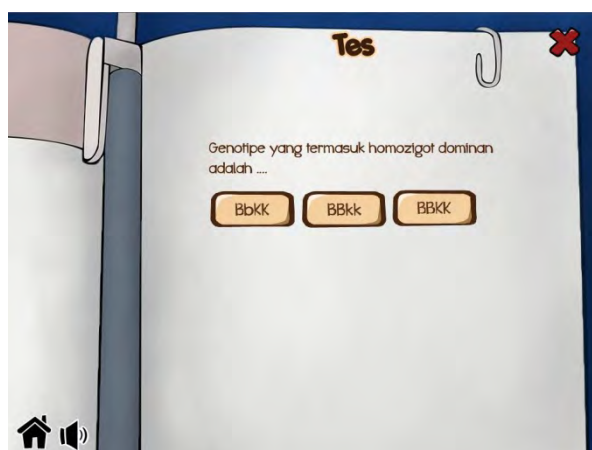 Tes
Genotipe yang termasuk homozigot dominan
adalah ....
BbKK BBkk BBKK